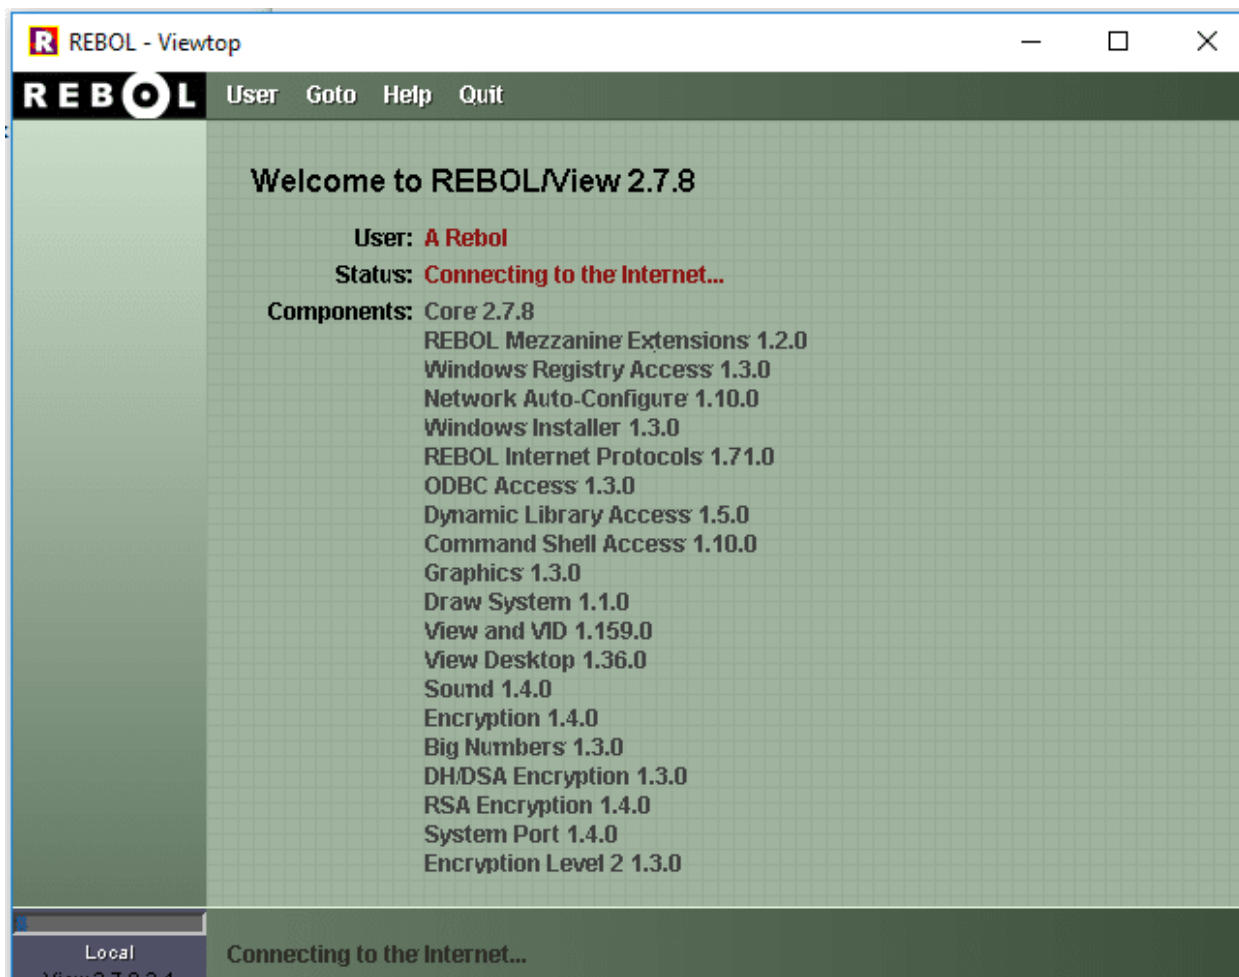 REBOL - Viewtop
REBOL User Goto Help Quit
Welcome to REBOL/View 2.7.8
User: A Rebol
Status: Connecting to the Internet...
Components: Core 2.7.8
REBOL Mezzanine Extensions 1.2.0
Windows Registry Access 1.3.0
Network Auto-Configure 1.10.0
Windows Installer 1.3.0
REBOL Internet Protocols 1.71.0
ODBC Access 1.3.0
Dynamic Library Access 1.5.0
Command Shell Access 1.10.0
Graphics 1.3.0
Draw System 1.1.0
View and VID 1.159.0
View Desktop 1.36.0
Sound 1.4.0
Encryption 1.4.0
Big Numbers 1.3.0
DH/DSA Encryption 1.3.0
RSA Encryption 1.4.0
System Port 1.4.0
Encryption Level 2 1.3.0
Local
Connecting to the Internet...